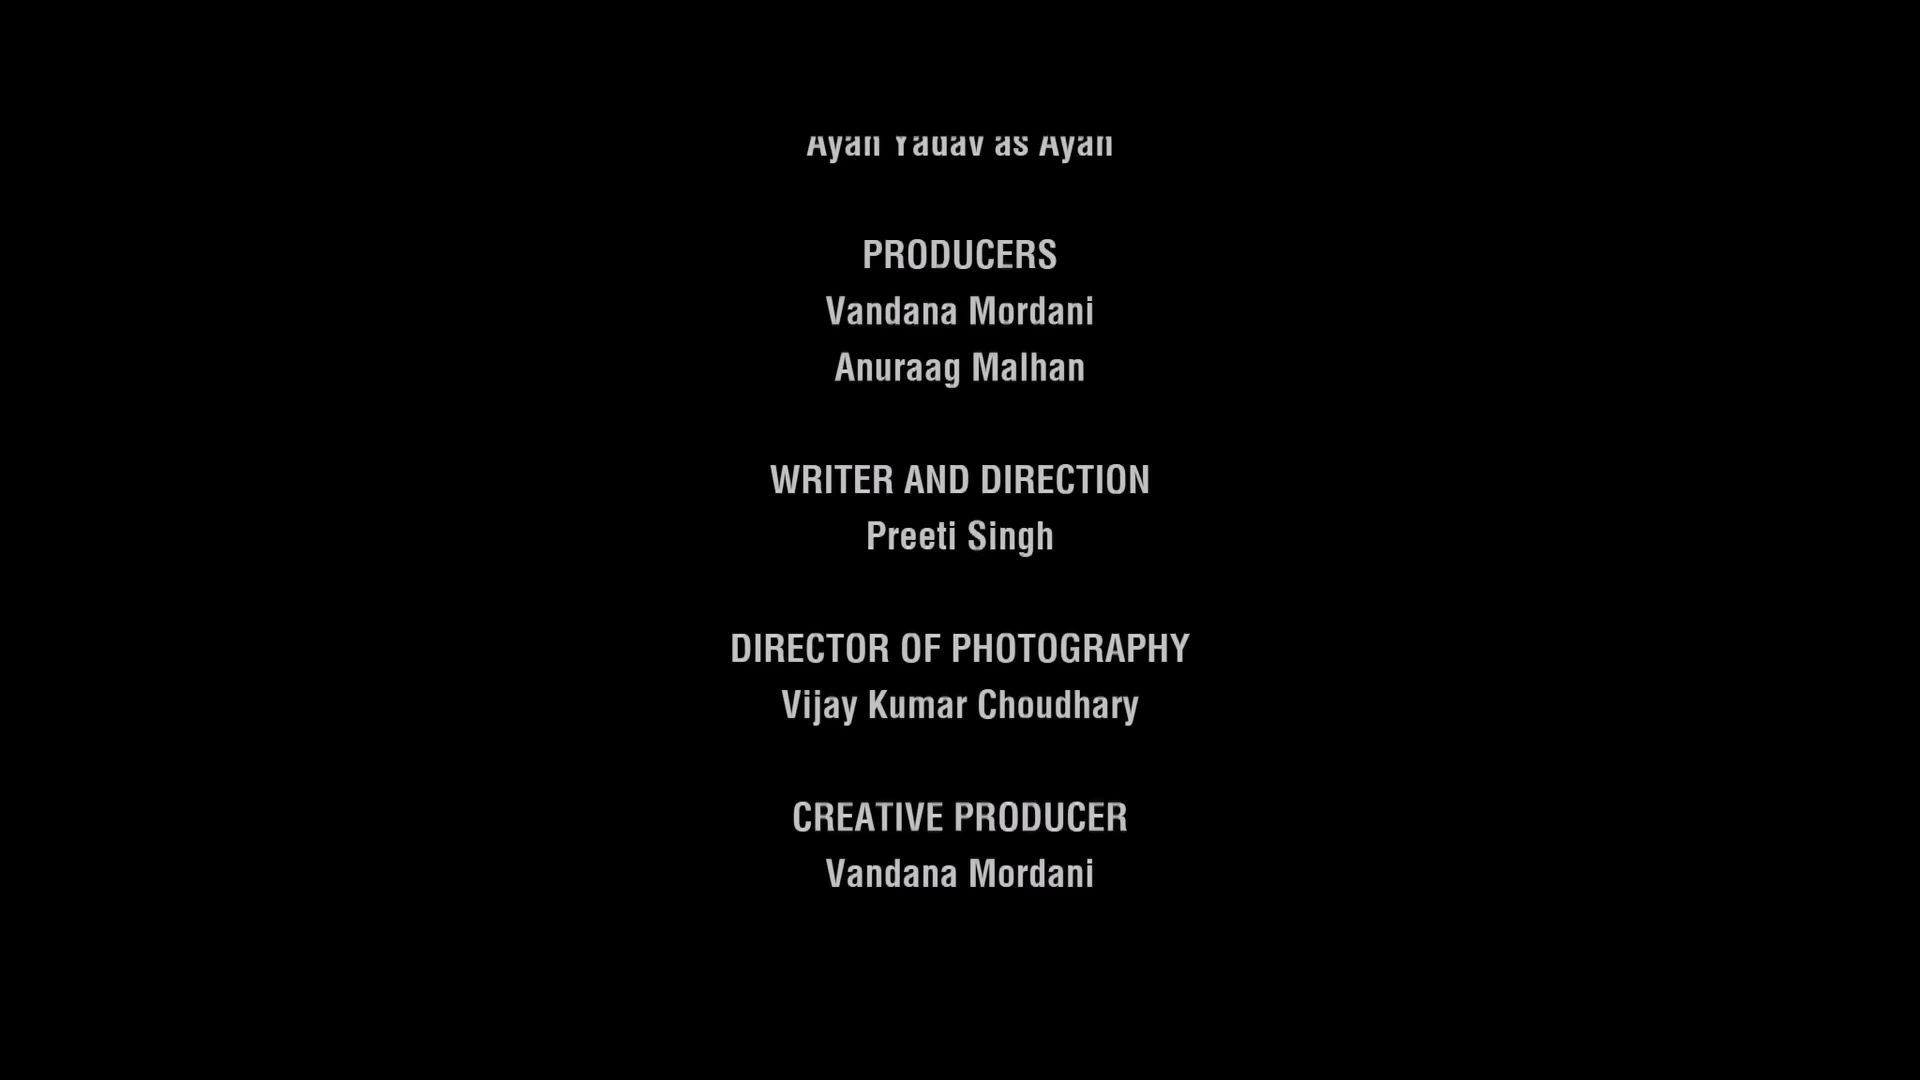 Ayan Yadav as Ayan
PRODUCERS
Vandana Mordani
Anuraag Malhan
WRITER AND DIRECTION
Preeti Singh
DIRECTOR OF PHOTOGRAPHY
Vijay Kumar Choudhary
CREATIVE PRODUCER
Vandana Mordani